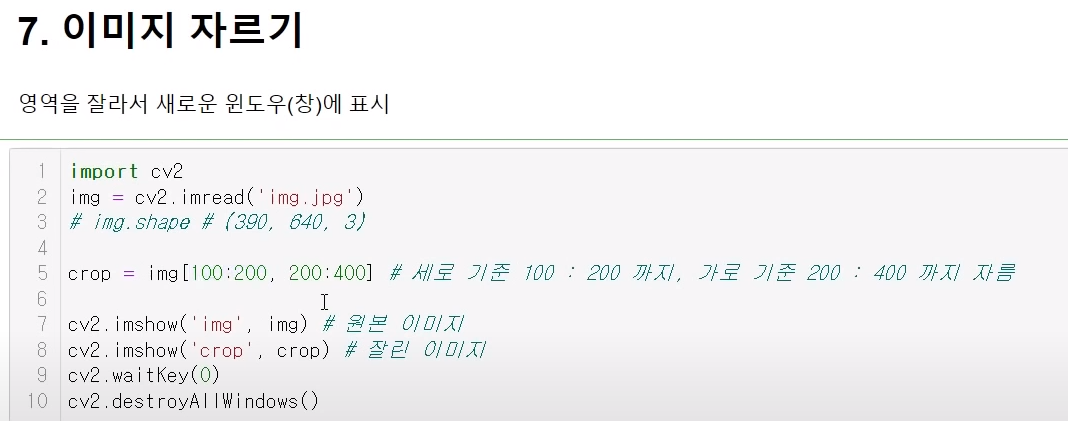 7. 이미지 자르기
영역을 잘라서 새로운 윈도우(창)에 표시
1 import cv2
2 img = cv2.imread('img.jpg')
3 # img.shape # (390, 640, 3)
4
5 crop = img[100:200, 200:400] # 세로 기준 100 : 200 까지, 가로 기준 200 : 400 까지 자름
6
7 cv2.imshow('img', img) # 원본 이미지
8 cv2.imshow('crop', crop) # 잘린 이미지
9 cv2.waitKey(0)
10 cv2.destroyAllWindows()